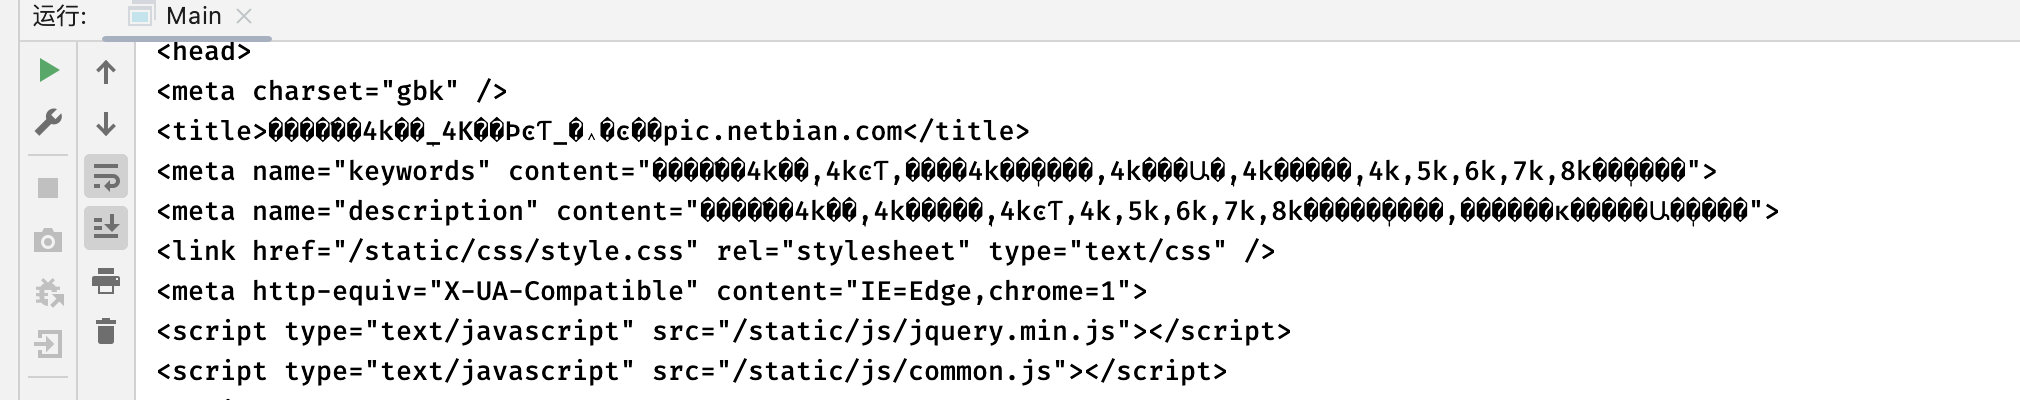 运行: Main
<head>
<meta charset="gbk" />
<title>������4k��_4K��ÞͼƬ_�^�ͼ��pic.netbian.com</title>
<meta name="keywords" content="������4k��,4kͼƬ,����4k������,4k���Ա�,4k�����,4k,5k,6k,7k,8k������">
<meta name="description" content="������4k��,4k�����,4kͼƬ,4k,5k,6k,7k,8k���������,������ĸ�����Ա�����">
<link href="/static/css/style.css" rel="stylesheet" type="text/css" />
<meta http-equiv="X-UA-Compatible" content="IE=Edge,chrome=1">
<script type="text/javascript" src="/static/js/jquery.min.js"></script>
<script type="text/javascript" src="/static/js/common.js"></script>